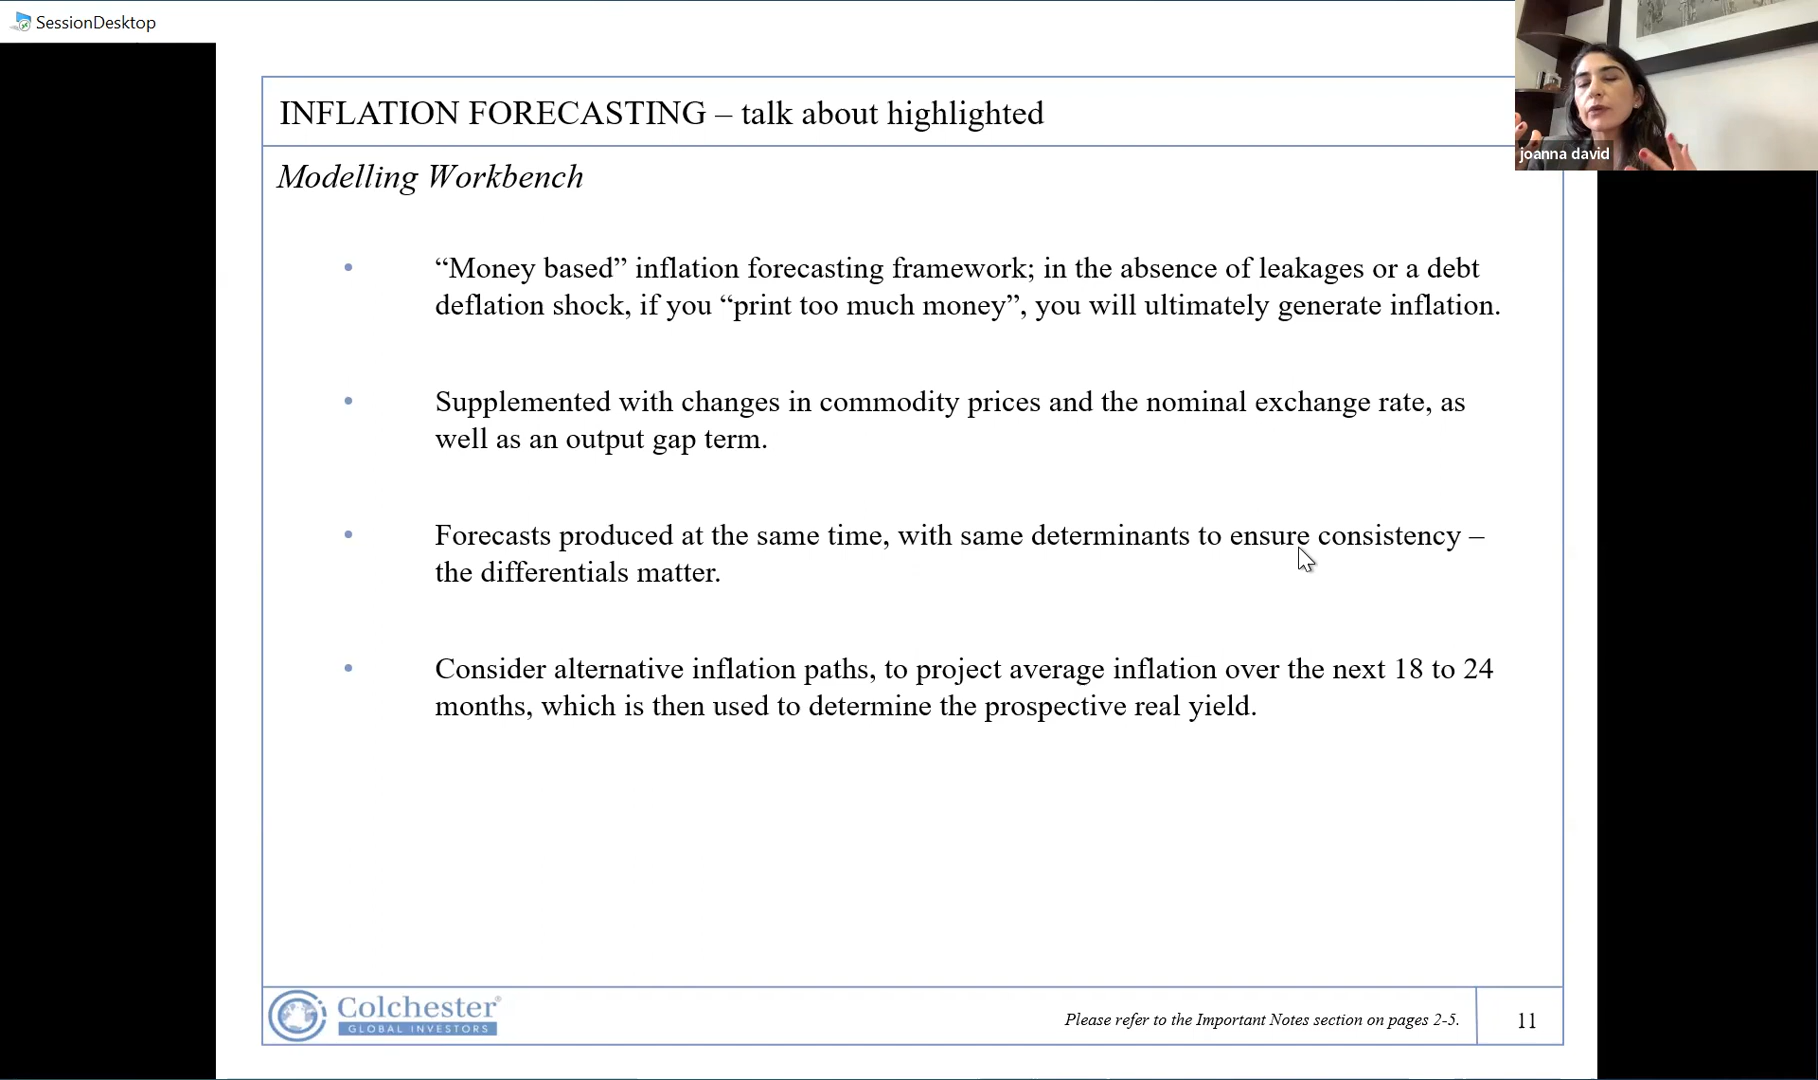 SessionDesktop
INFLATION FORECASTING – talk about highlighted
joanna david
Modelling Workbench
• “Money based” inflation forecasting framework; in the absence of leakages or a debt
deflation shock, if you “print too much money”, you will ultimately generate inflation.
• Supplemented with changes in commodity prices and the nominal exchange rate, as
well as an output gap term.
• Forecasts produced at the same time, with same determinants to ensure consistency –
the differentials matter.
• Consider alternative inflation paths, to project average inflation over the next 18 to 24
months, which is then used to determine the prospective real yield.
Colchester®
GLOBAL INVESTORS
Please refer to the Important Notes section on pages 2-5.
11